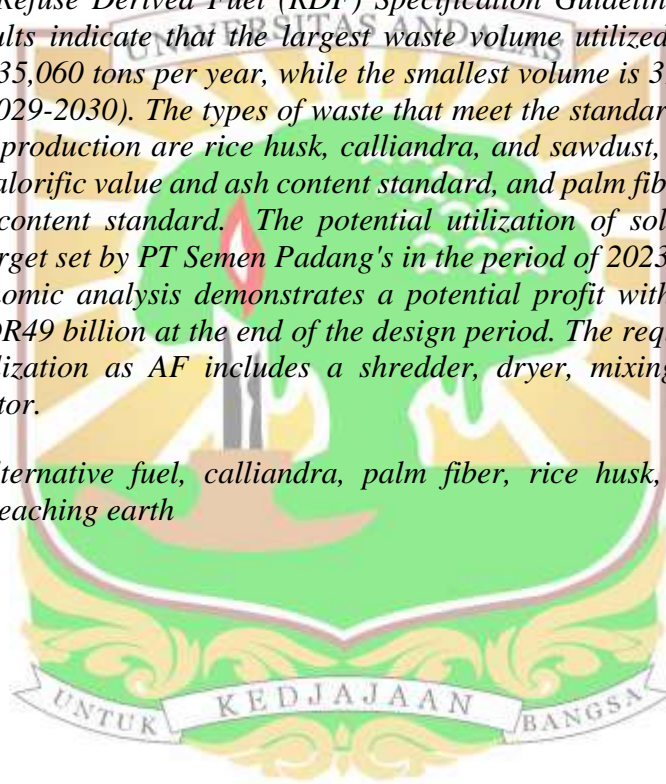 Refuse Derived Fuel (RDF) Specification Guidelin
UNIVERSITAS ANDALAS
ults indicate that the largest waste volume utilized
35,060 tons per year, while the smallest volume is 3,
029-2030). The types of waste that meet the standar
production are rice husk, calliandra, and sawdust,
alorific value and ash content standard, and palm fib
content standard. The potential utilization of sol
rget set by PT Semen Padang's in the period of 2023
nomic analysis demonstrates a potential profit with
DR49 billion at the end of the design period. The req
lization as AF includes a shredder, dryer, mixing
tor.
lternative fuel, calliandra, palm fiber, rice husk,
leaching earth
UNTUK KEDJAJAAN BANGSA